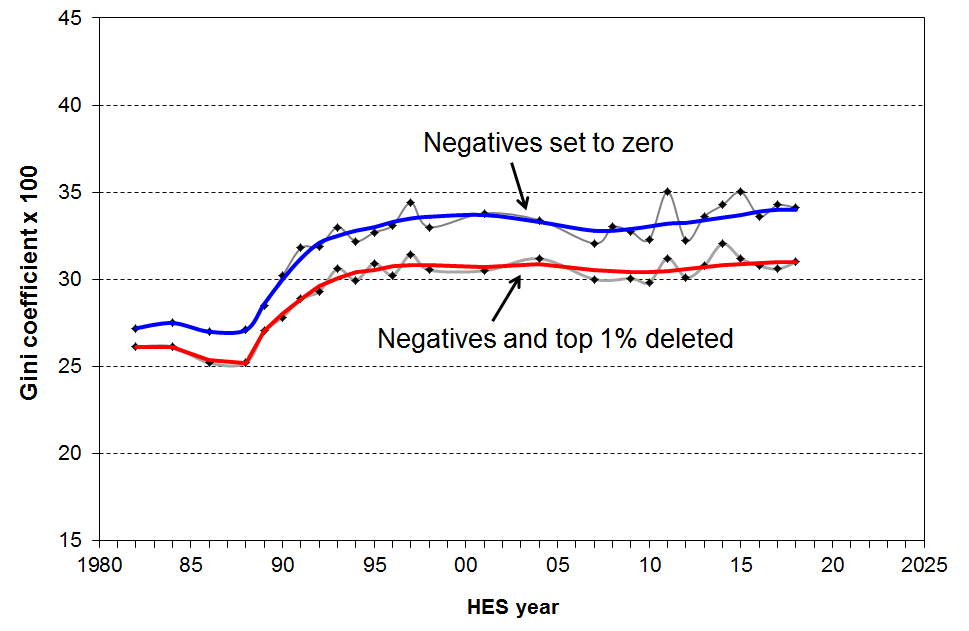 45
40
35
30
25
20
15
Gini coefficient x 100
Negatives set to zero
Negatives and top 1% deleted
1980 85 90 95 00 05 10 15 20 2025
HES year